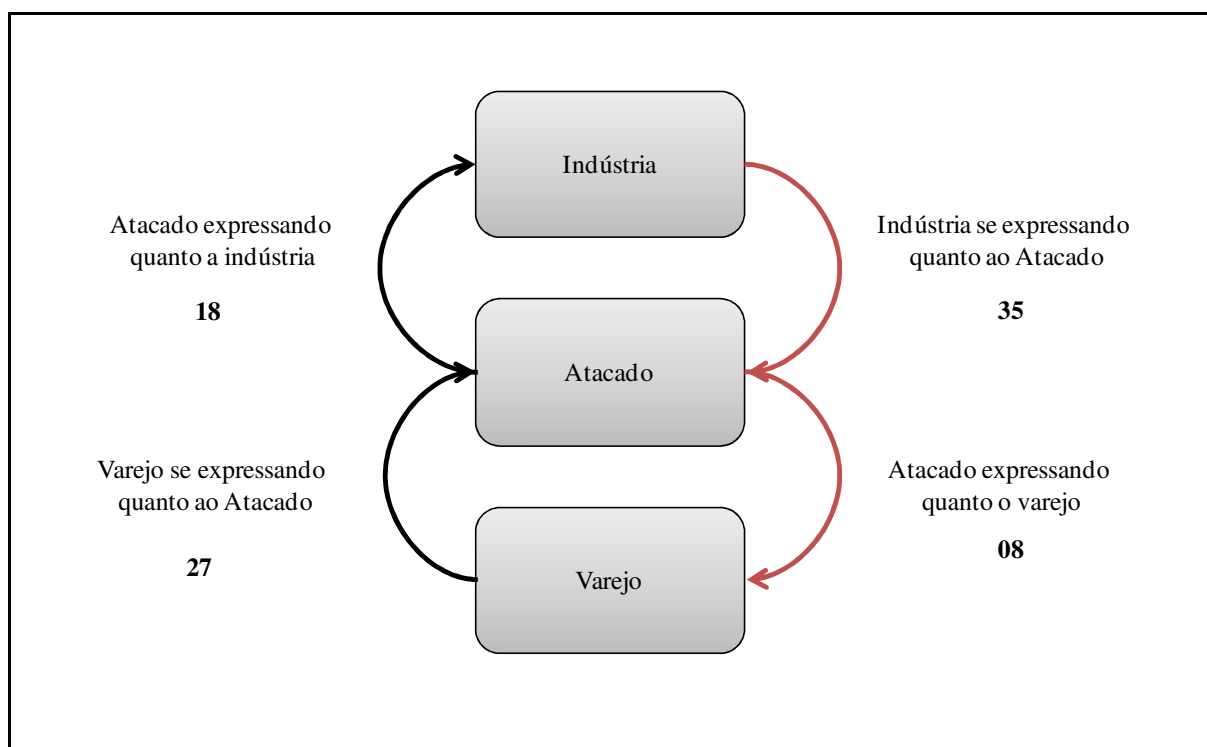 Indústria
Atacado expressando
quanto a indústria
18
Indústria se expressando
quanto ao Atacado
35
Atacado
Varejo se expressando
quanto ao Atacado
27
Atacado expressando
quanto o varejo
08
Varejo